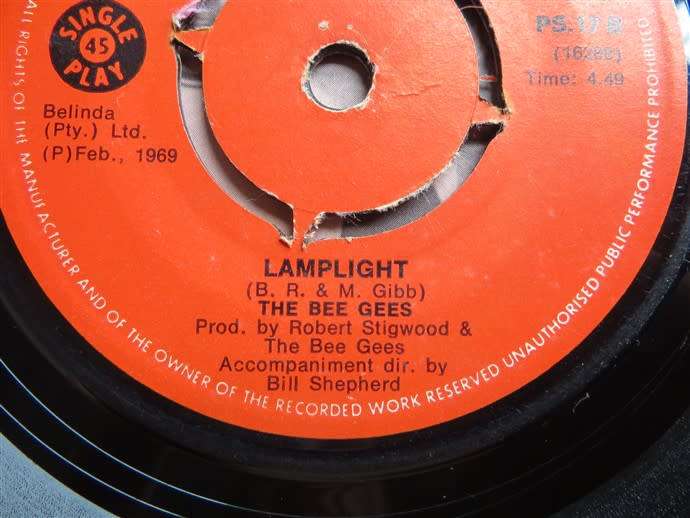 SINGLE
45
PLAY
Belinda
(Pty.) Ltd.
(P)Feb., 1969
PS.17 B
Time: 4.49
LAMPLIGHT
(B. R. & M. Gibb)
THE BEE GEES
Prod. by Robert Stigwood &
The Bee Gees
Accompaniment dir. by
Bill Shepherd
ALL RIGHTS OF THE MANUFACTURER AND OF THE OWNER OF THE RECORDED WORK RESERVED UNAUTHORISED PUBLIC PERFORMANCE PROHIBITED